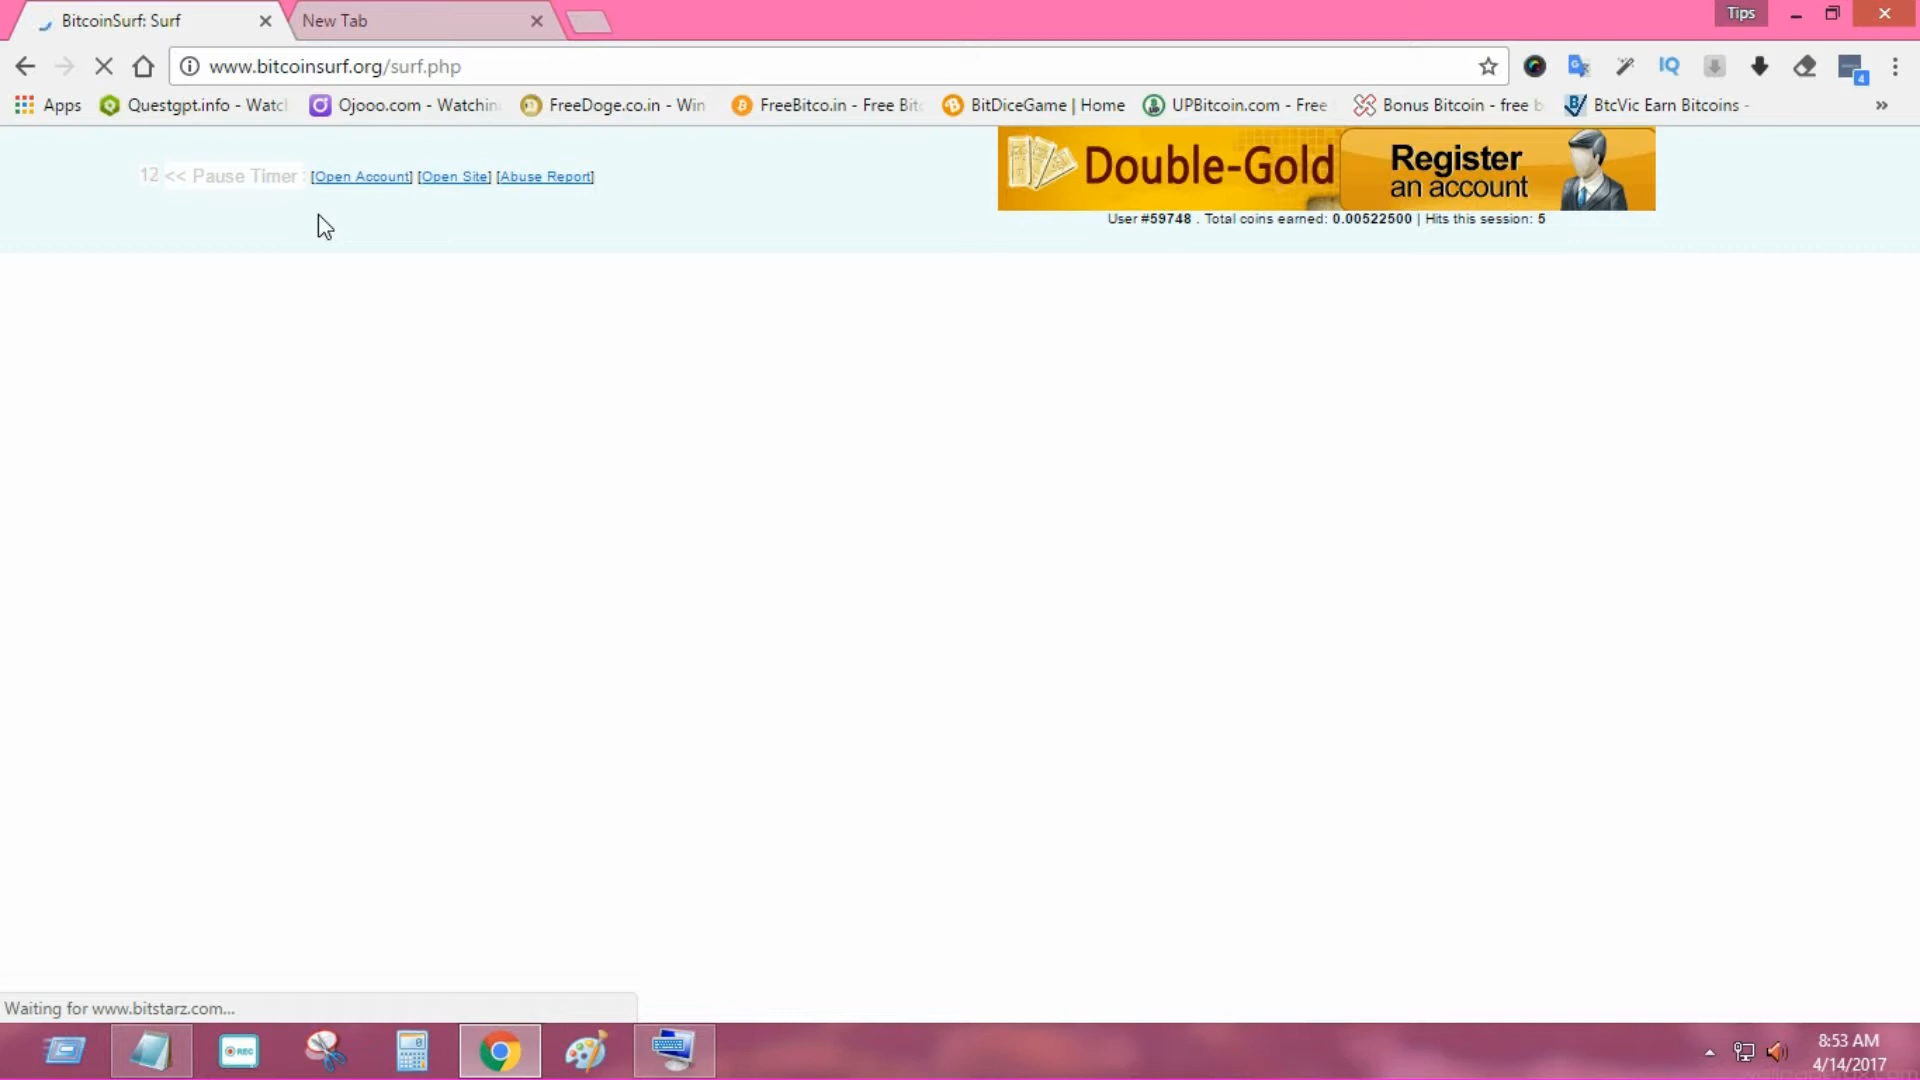 BitcoinSurf: Surf
New Tab
Tips
www.bitcoinsurf.org/surf.php
IQ
4
Apps
Questgpt.info - Watc
Ojooo.com - Watchin
FreeDoge.co.in - Win
FreeBitco.in - Free Bit
BitDiceGame | Home
UPBitcoin.com - Free
Bonus Bitcoin - free b
BtcVic Earn Bitcoins -
»
12 << Pause Timer : [Open Account] [Open Site] [Abuse Report]
Double-Gold
Register
an account
User #59748 . Total coins earned: 0.00522500 | Hits this session: 5
Waiting for www.bitstarz.com...
REC
8:53 AM
4/14/2017